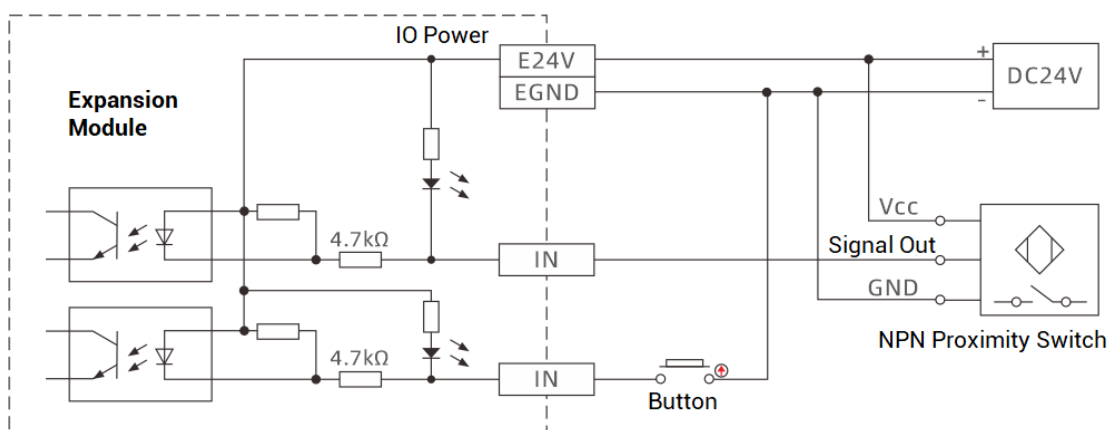 IO Power
E24V
EGND
+
-
DC24V
Expansion
Module
Vcc
4.7kΩ
IN
Signal Out
GND
NPN Proximity Switch
4.7kΩ
IN
Button